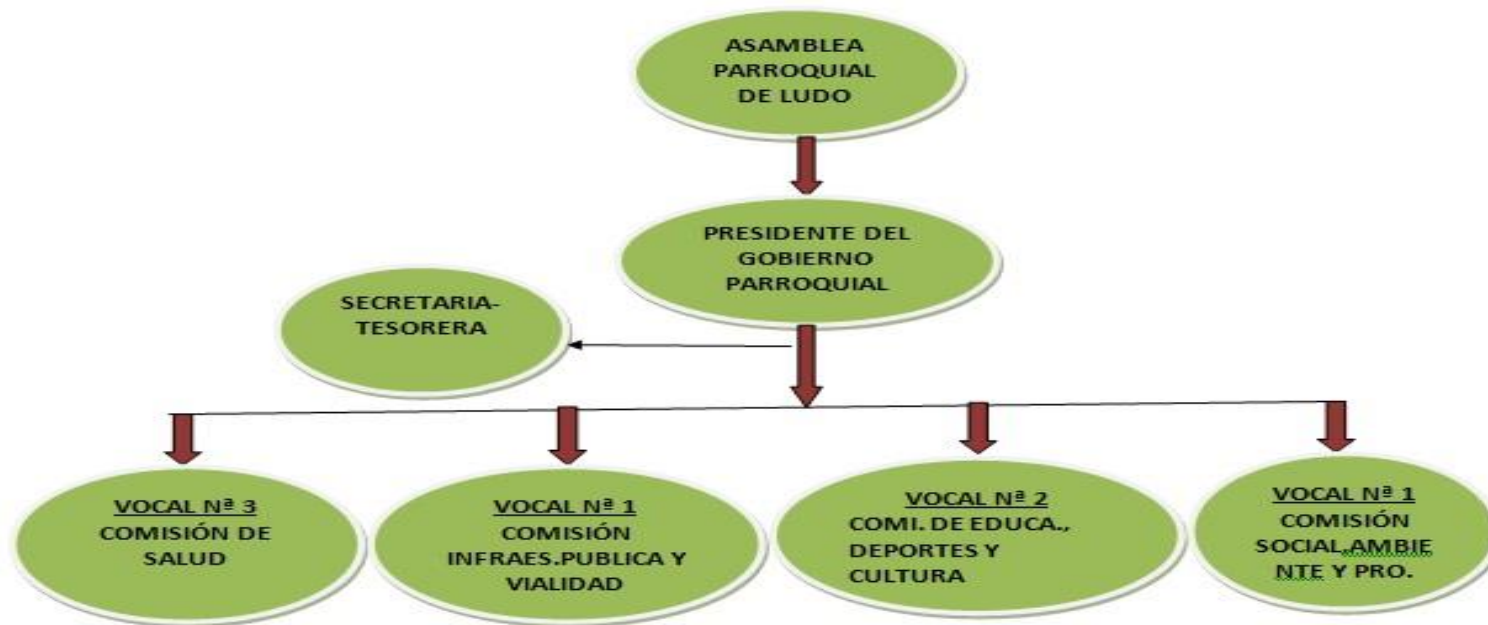 ASAMBLEA
PARROQUIAL
DE LUDO
PRESIDENTE DEL
GOBIERNO
PARROQUIAL
SECRETARIA-
TESORERA
VOCAL Nª 3
COMISIÓN DE
SALUD
VOCAL Nª 1
COMISIÓN
INFRAES.PUBLICA Y
VIALIDAD
VOCAL Nª 2
COMI. DE EDUCA.,
DEPORTES Y
CULTURA
VOCAL Nª 1
COMISIÓN
SOCIAL,AMBIE
NTE Y PRO.